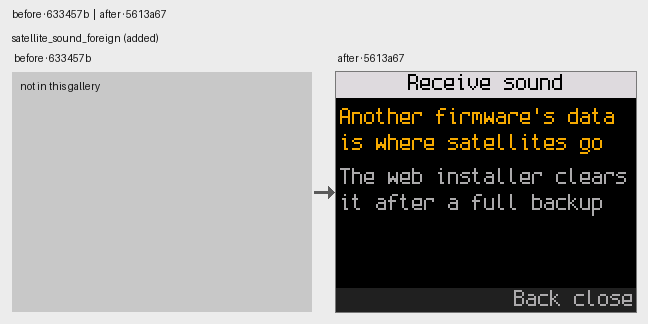 before·633457b | after·5613a67
satellite_sound_foreign (added)
before·633457b
after·5613a67
not in this gallery
Receive sound
Another firmware's data
is where satellites go
The web installer clears
it after a full backup
Back close